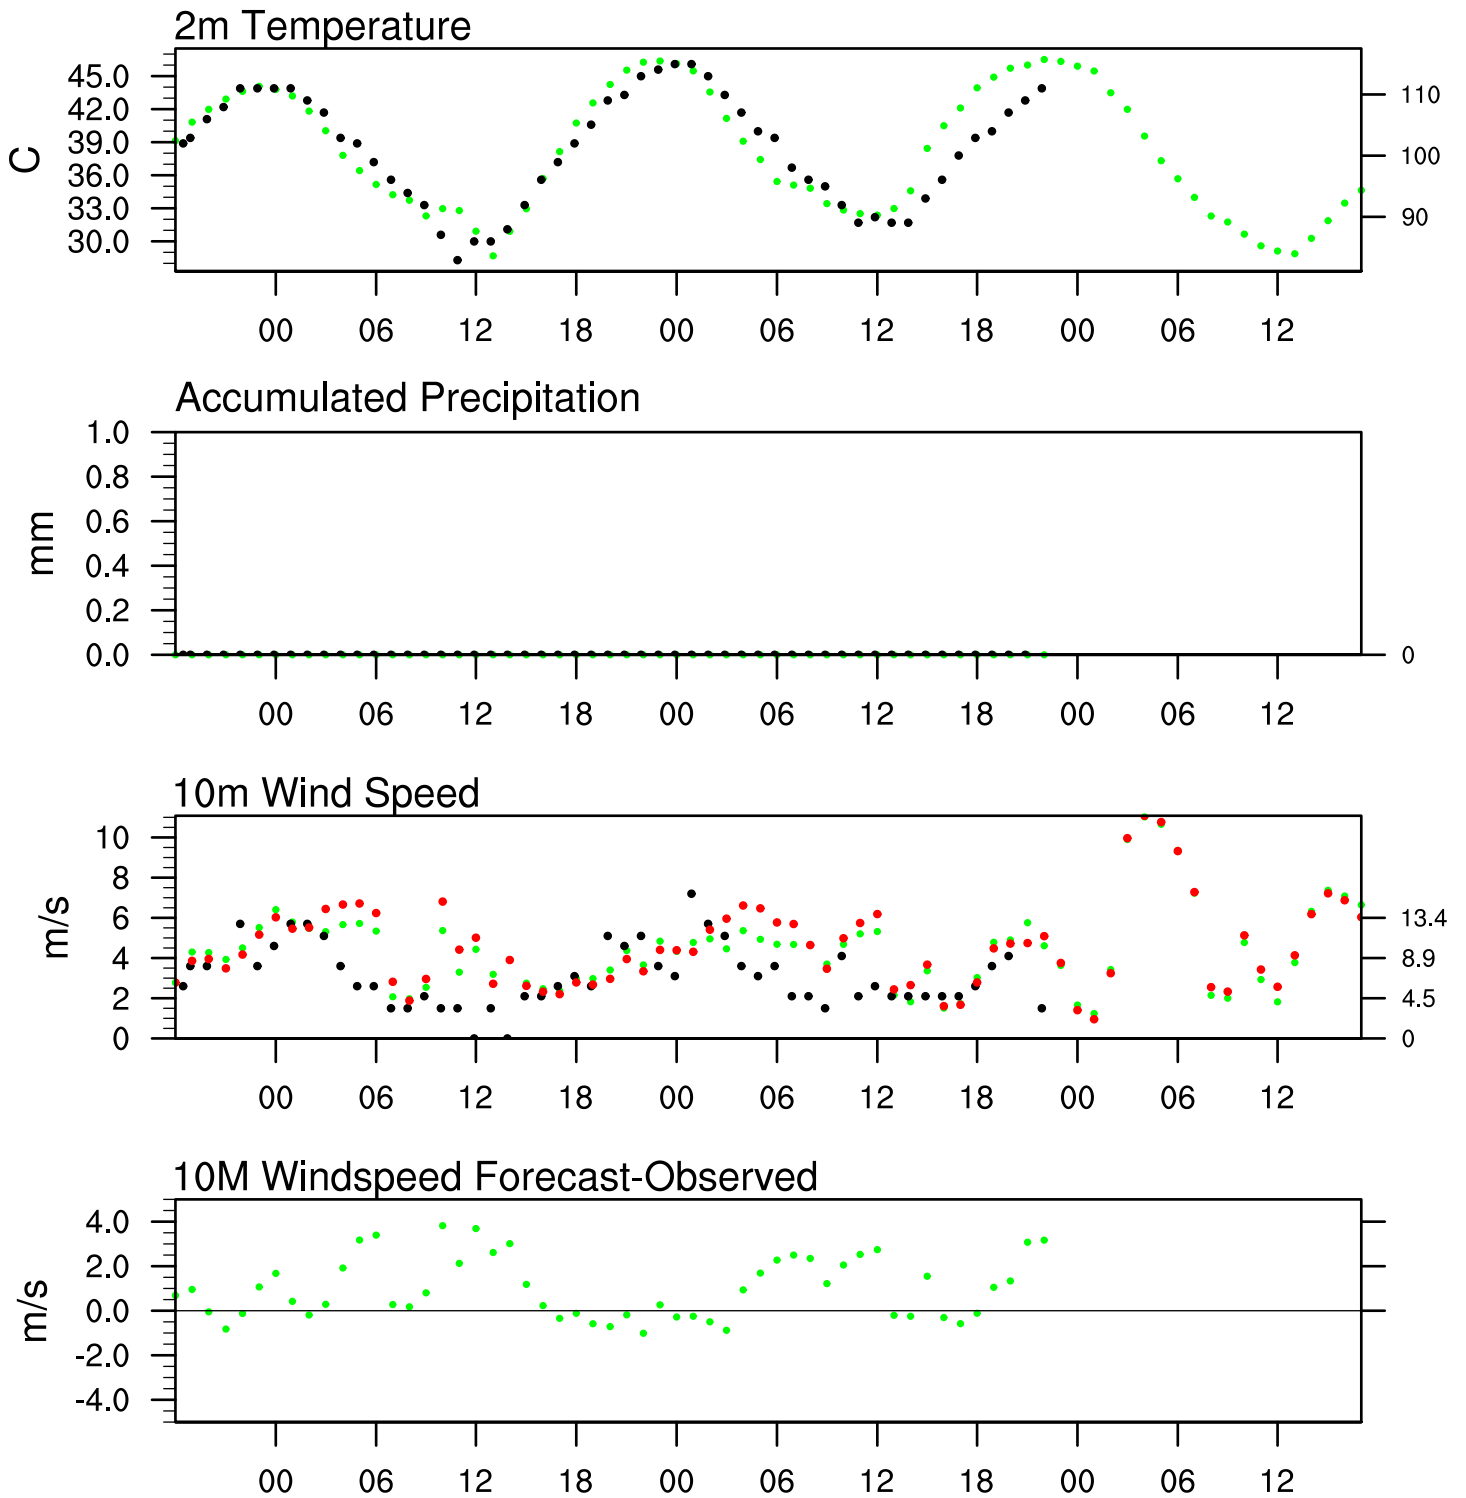 2m Temperature
45.0
42.0
39.0
36.0
33.0
30.0
C
110
100
90
00 06 12 18 00 06 12 18 00 06 12
Accumulated Precipitation
1.0
0.8
0.6
0.4
0.2
0.0
mm
0
00 06 12 18 00 06 12 18 00 06 12
10m Wind Speed
10
8
6
4
2
0
m/s
13.4
8.9
4.5
0
00 06 12 18 00 06 12 18 00 06 12
10M Windspeed Forecast-Observed
4.0
2.0
0.0
-2.0
-4.0
m/s
00 06 12 18 00 06 12 18 00 06 12